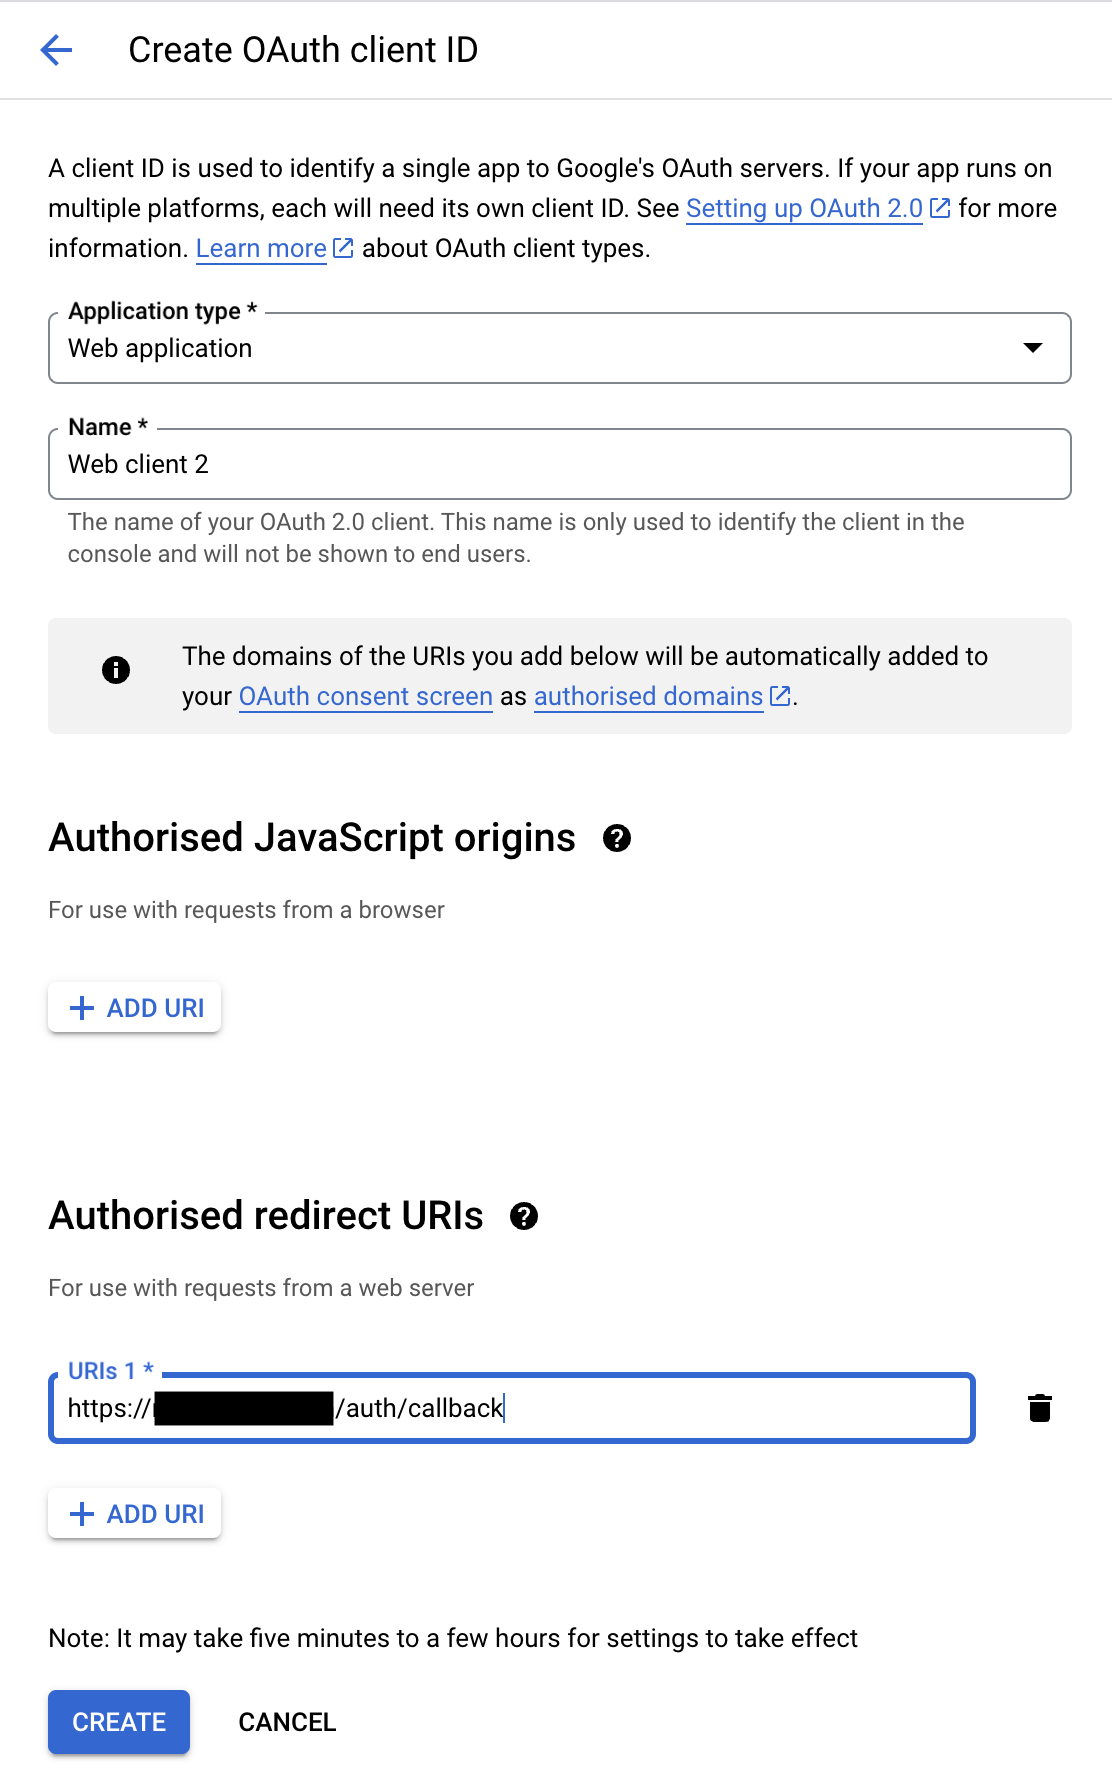 Create OAuth client ID
A client ID is used to identify a single app to Google's OAuth servers. If your app runs on
multiple platforms, each will need its own client ID. See Setting up OAuth 2.0 for more
information. Learn more about OAuth client types.
Application type *
Web application
Name *
Web client 2
The name of your OAuth 2.0 client. This name is only used to identify the client in the
console and will not be shown to end users.
The domains of the URIs you add below will be automatically added to
your OAuth consent screen as authorised domains.
Authorised JavaScript origins
For use with requests from a browser
ADD URI
Authorised redirect URIs
For use with requests from a web server
URIs 1 *
https:// /auth/callback
ADD URI
Note: It may take five minutes to a few hours for settings to take effect
CREATE CANCEL